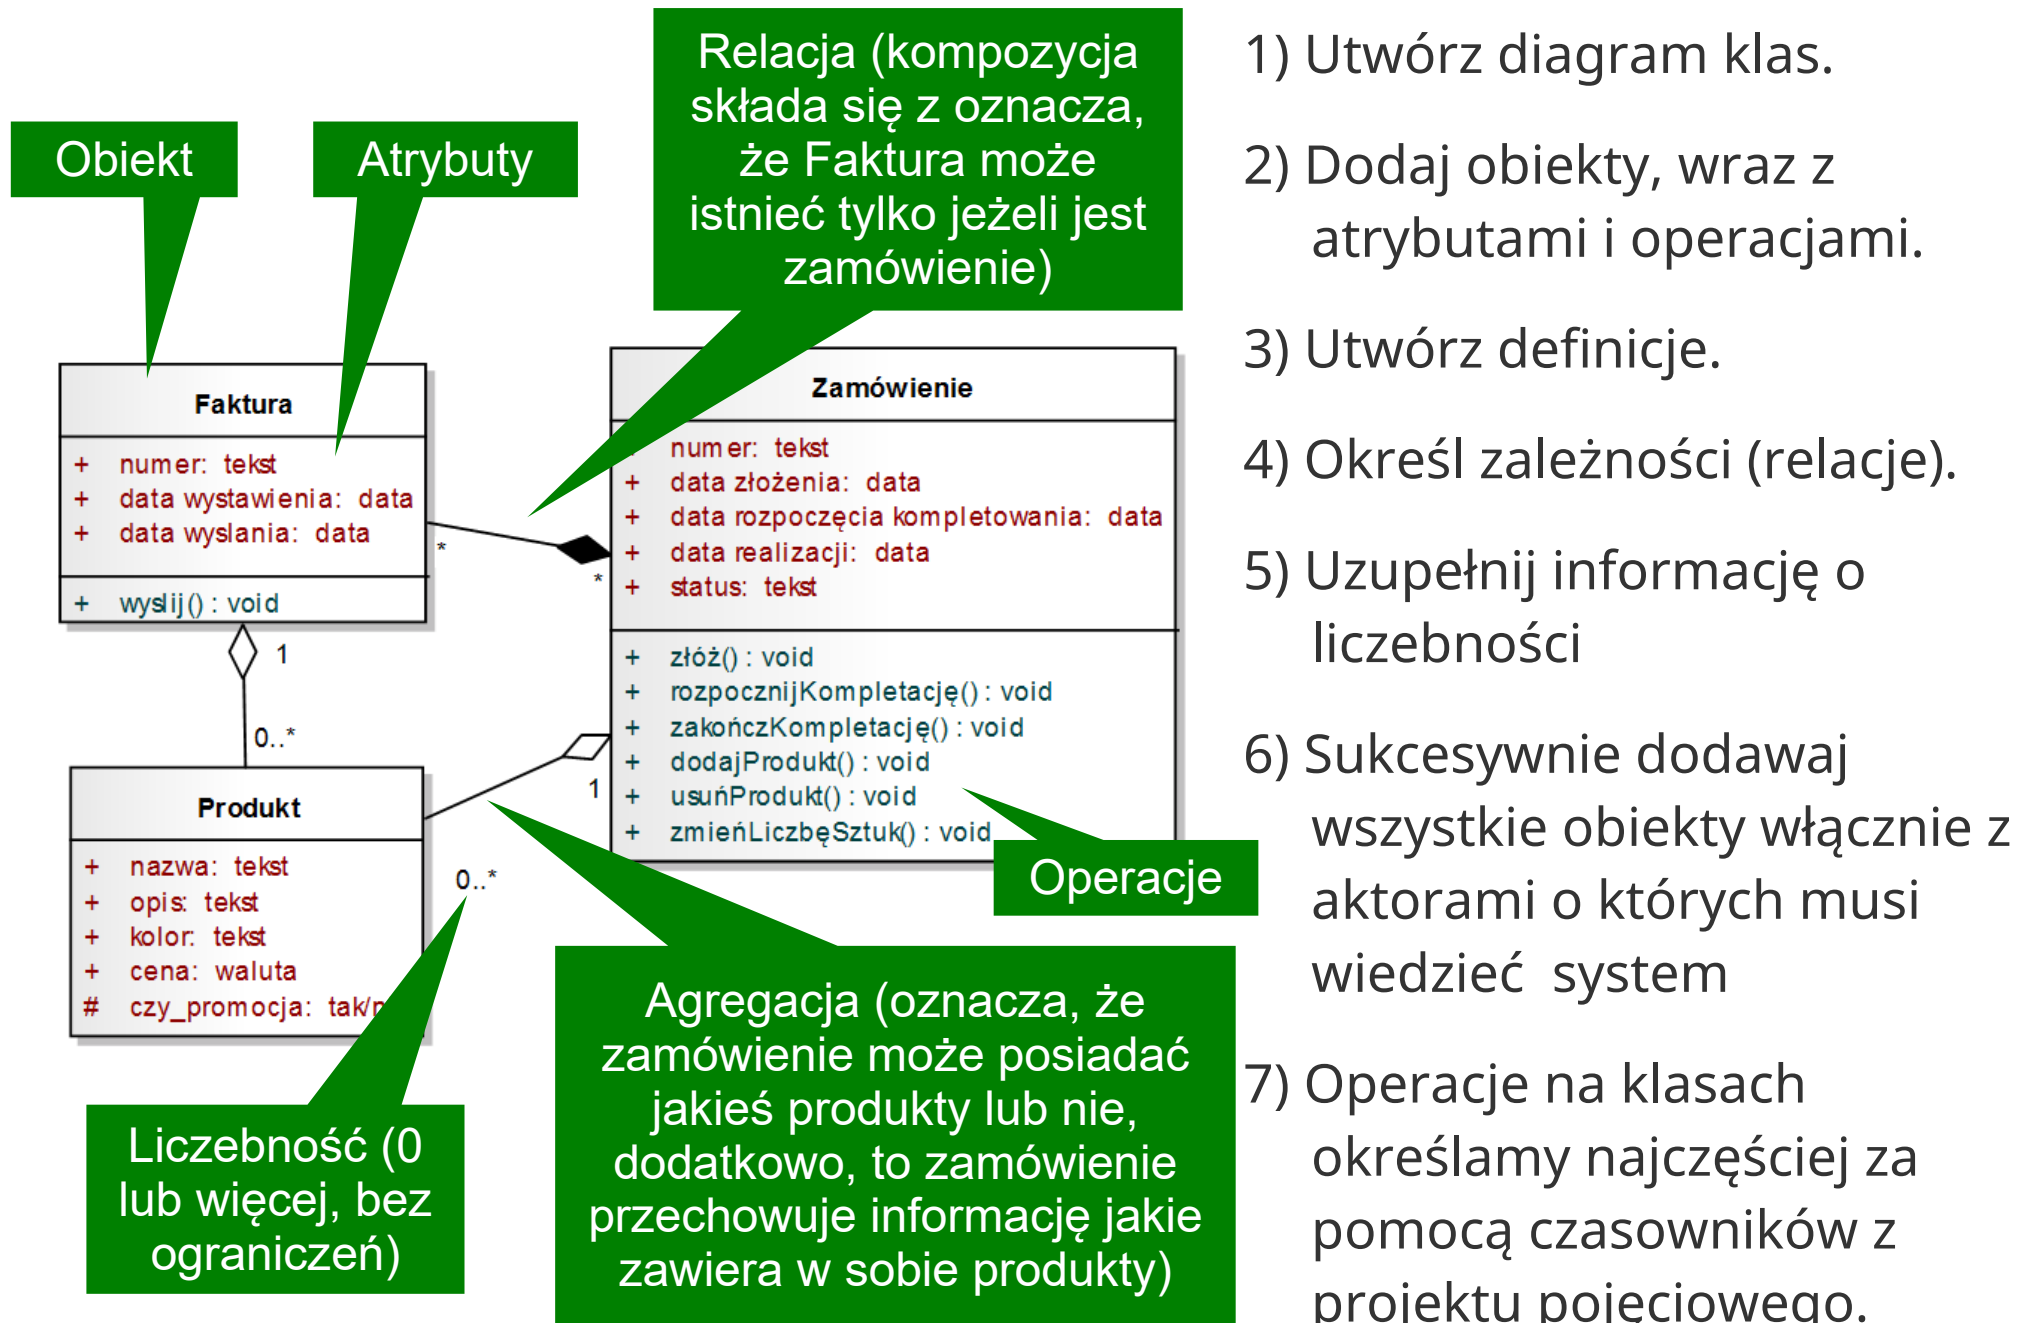 Relacja (kompozycja
składa się z oznacza,
że Faktura może
istnieć tylko jeżeli jest
zamówienie)
Obiekt
Atrybuty
Faktura
+ numer: tekst
+ data wystawienia: data
+ data wyslania: data
+ wyslij() : void
*
*
Zamówienie
+ numer: tekst
+ data złożenia: data
+ data rozpoczęcia kompletowania: data
+ data realizacji: data
+ status: tekst
+ złóż() : void
+ rozpocznijKompletację() : void
+ zakończKompletację() : void
+ dodajProdukt() : void
+ usuńProdukt() : void
+ zmieńLiczbęSztuk() : void
1
0..*
1
0..*
Produkt
+ nazwa: tekst
+ opis: tekst
+ kolor: tekst
+ cena: waluta
# czy_promocja:
Operacje
Liczebność (0
lub więcej, bez
ograniczeń)
Agregacja (oznacza, że
zamówienie może posiadać
jakieś produkty lub nie,
dodatkowo, to zamówienie
przechowuje informację jakie
zawiera w sobie produkty)
1) Utwórz diagram klas.
2) Dodaj obiekty, wraz z
atrybutami i operacjami.
3) Utwórz definicje.
4) Określ zależności (relacje).
5) Uzupełnij informację o
liczebności
6) Sukcesywnie dodawaj
wszystkie obiekty włącznie z
aktorami o których musi
wiedzieć system
7) Operacje na klasach
określamy najczęściej za
pomocą czasowników z
projektu pojęciowego.